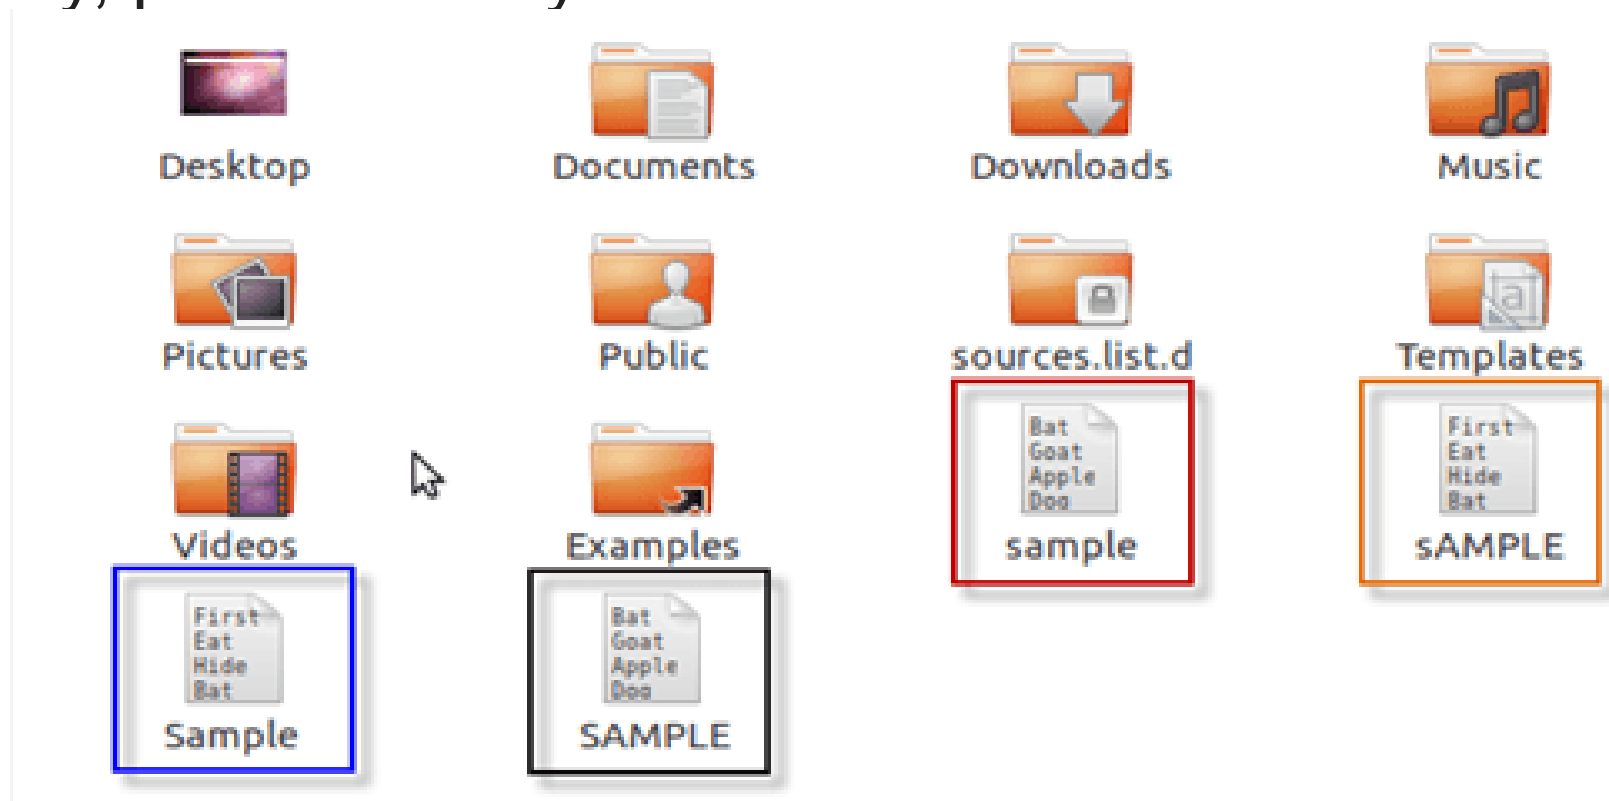 Desktop Documents Downloads Music
Pictures Public sources.list.d Templates
Bat
Goat
Apple
Dog
First
Eat
Hide
Bat
Videos Examples sample sAMPLE
First
Eat
Hide
Bat
Bat
Goat
Apple
Dog
Sample SAMPLE